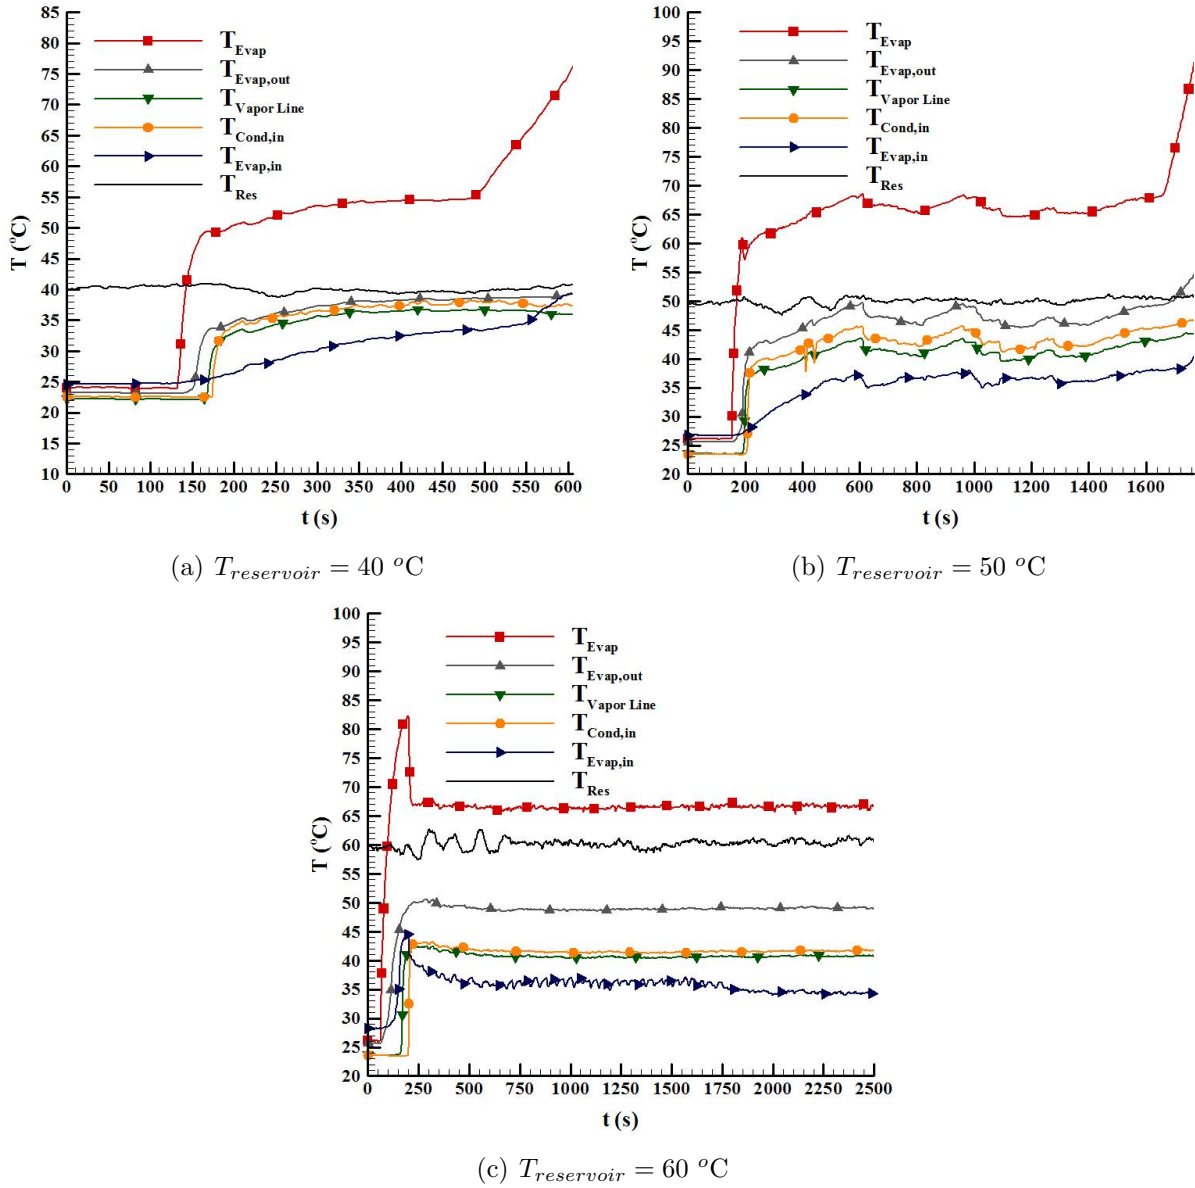 85
80
75
70
65
60
55
50
45
40
35
30
25
20
15
10
T (°C)
T_Evap
T_Evap,out
T_Vapor Line
T_Cond,in
T_Evap,in
T_Res
0 50 100 150 200 250 300 350 400 450 500 550 600
t (s)
(a) T_reservoir = 40 °C
100
95
90
85
80
75
70
65
60
55
50
45
40
35
30
25
20
T (°C)
T_Evap
T_Evap,out
T_Vapor Line
T_Cond,in
T_Evap,in
T_Res
0 200 400 600 800 1000 1200 1400 1600
t (s)
(b) T_reservoir = 50 °C
100
95
90
85
80
75
70
65
60
55
50
45
40
35
30
25
20
T (°C)
T_Evap
T_Evap,out
T_Vapor Line
T_Cond,in
T_Evap,in
T_Res
0 250 500 750 1000 1250 1500 1750 2000 2250 2500
t (s)
(c) T_reservoir = 60 °C